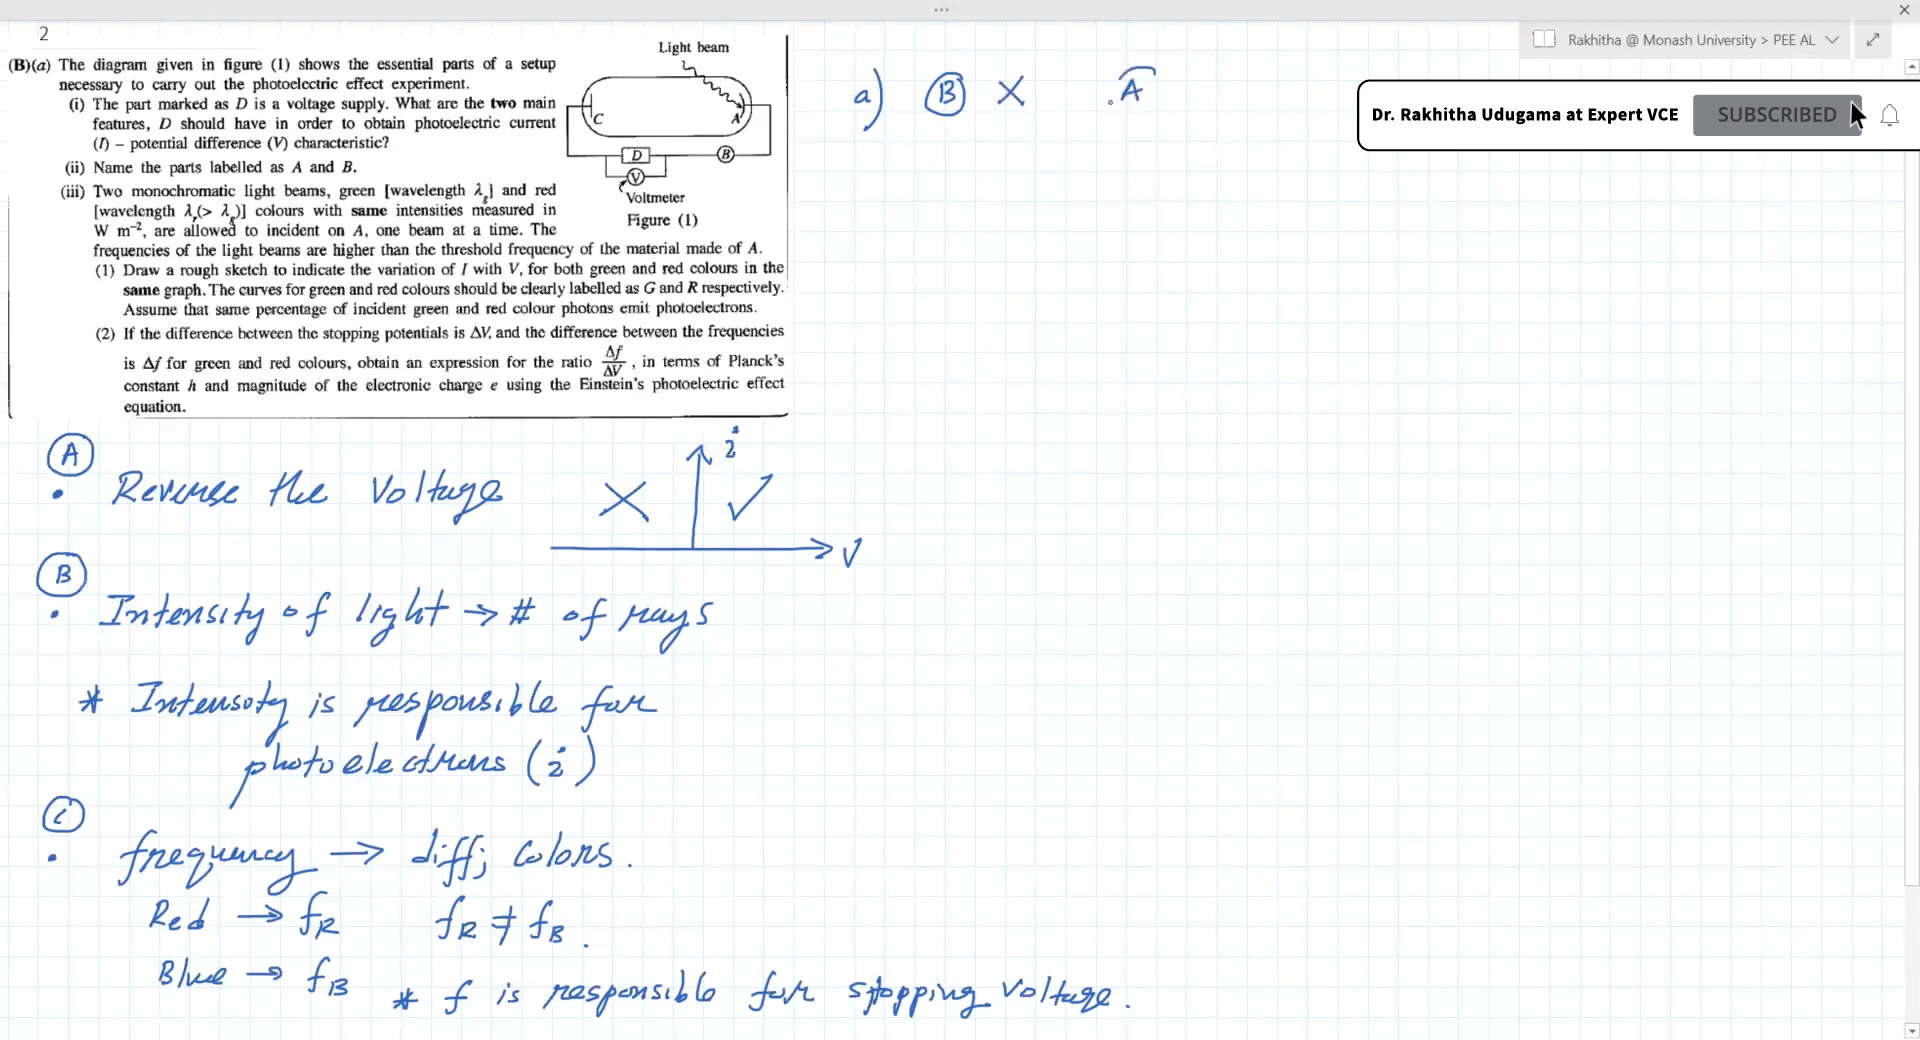 2
Rakhitha @ Monash University > PEE AL
Dr. Rakhitha Udugama at Expert VCE
SUBSCRIBED
(B)(a) The diagram given in figure (1) shows the essential parts of a setup
necessary to carry out the photoelectric effect experiment.
(i) The part marked as D is a voltage supply. What are the two main
features, D should have in order to obtain photoelectric current
(I) – potential difference (V) characteristic?
(ii) Name the parts labelled as A and B.
(iii) Two monochromatic light beams, green [wavelength λg] and red
[wavelength λr(> λg)] colours with same intensities measured in
W m⁻², are allowed to incident on A, one beam at a time. The
frequencies of the light beams are higher than the threshold frequency of the material made of A.
(1) Draw a rough sketch to indicate the variation of I with V, for both green and red colours in the
same graph. The curves for green and red colours should be clearly labelled as G and R respectively.
Assume that same percentage of incident green and red colour photons emit photoelectrons.
(2) If the difference between the stopping potentials is ΔV, and the difference between the frequencies
is Δf for green and red colours, obtain an expression for the ratio Δf/ΔV, in terms of Planck's
constant h and magnitude of the electronic charge e using the Einstein's photoelectric effect
equation.
Light beam
C
A
D
B
V
Voltmeter
Figure (1)
a) B X .A
A
• Reverse the Voltage
i
V
B
• Intensity of light → # of rays
* Intensoty is responsible for
photoelectrons (i)
C
• frequency → diff; colors.
Red → fR fR ≠ fB.
Blue → fB * f is responsible for stopping voltage.